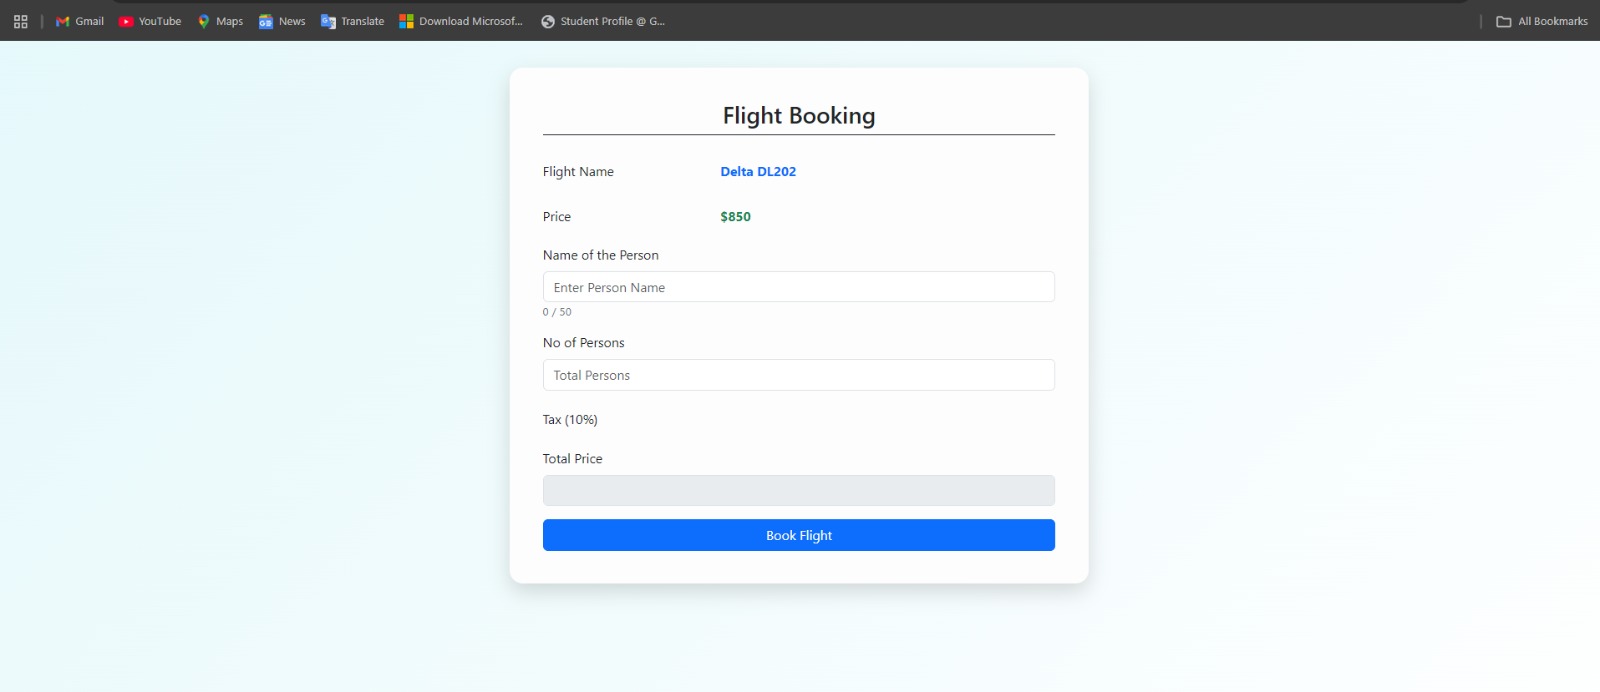 Gmail YouTube Maps News Translate Download Microsof... Student Profile @ G... All Bookmarks
Flight Booking
Flight Name Delta DL202
Price $850
Name of the Person
Enter Person Name
0 / 50
No of Persons
Total Persons
Tax (10%)
Total Price
Book Flight